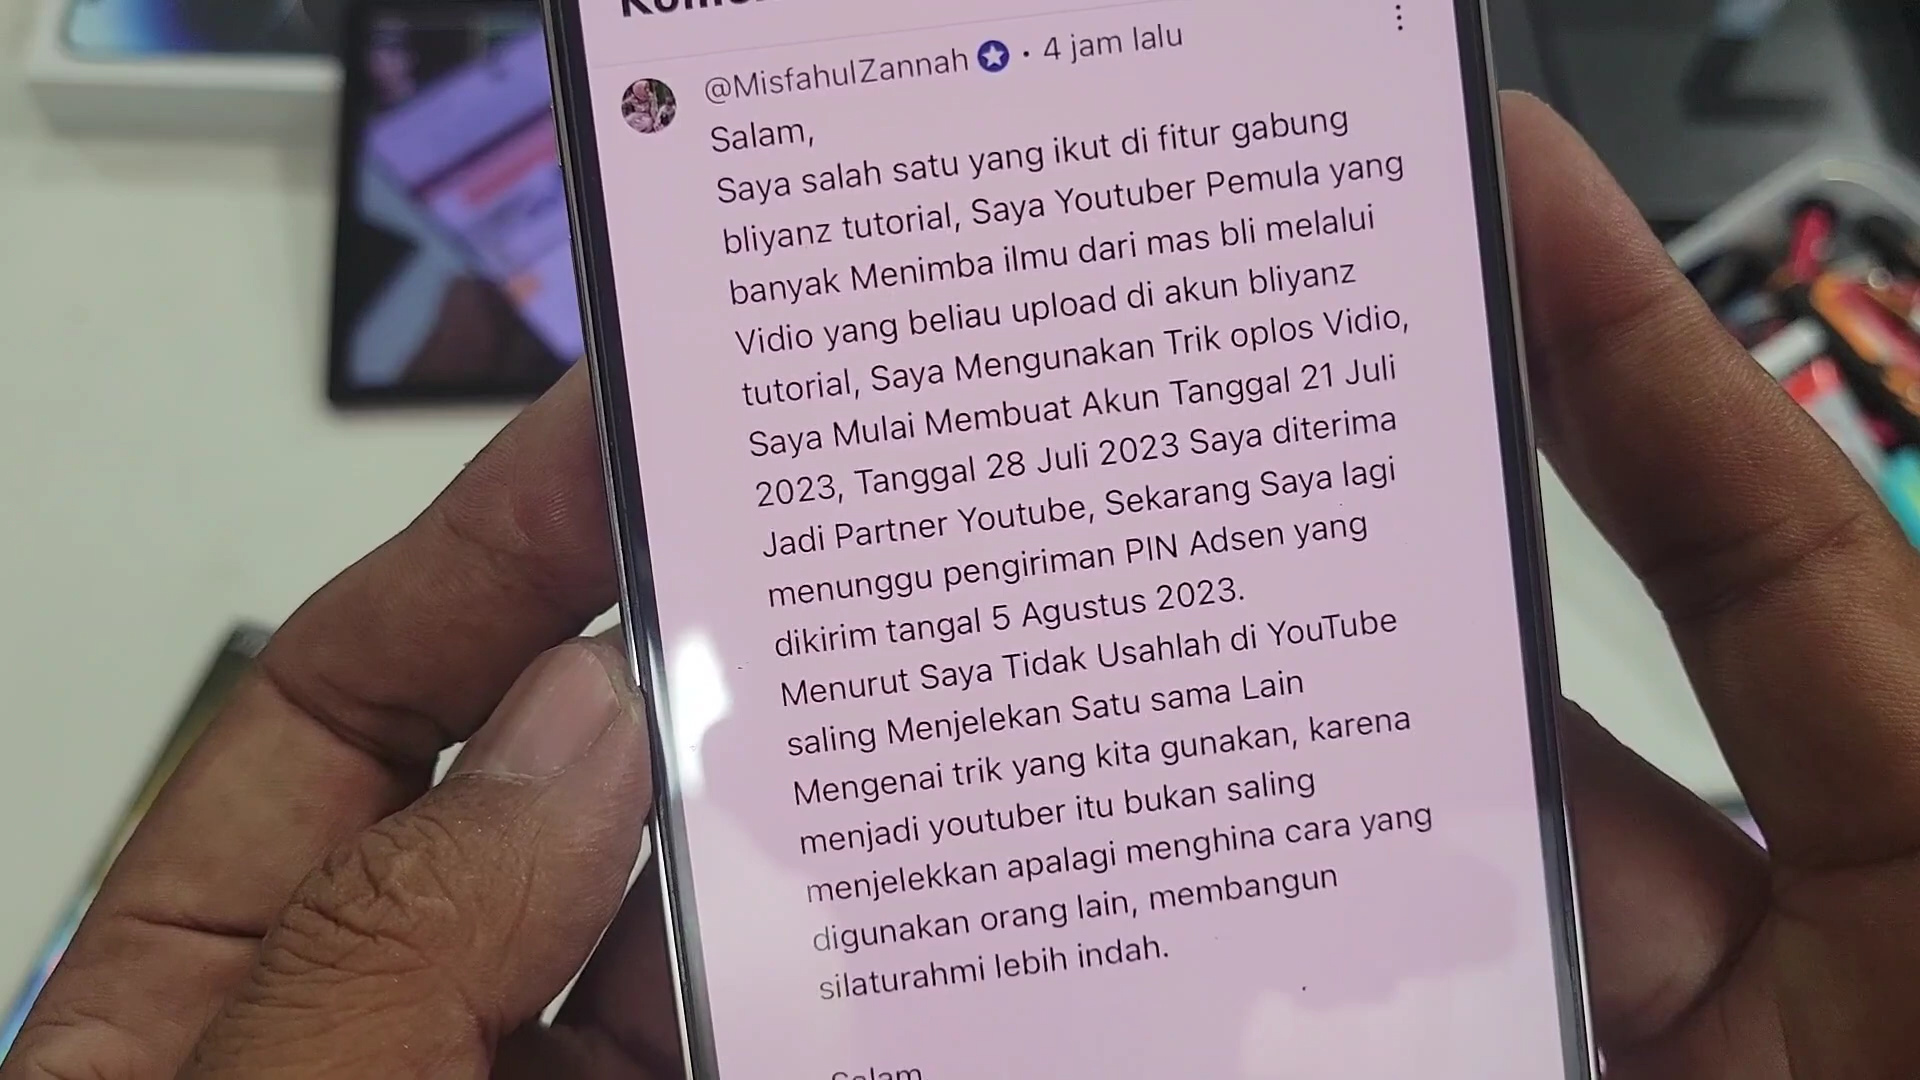 @MisfahulZannah · 4 jam lalu
Salam,
Saya salah satu yang ikut di fitur gabung
bliyanz tutorial, Saya Youtuber Pemula yang
banyak Menimba ilmu dari mas bli melalui
Vidio yang beliau upload di akun bliyanz
tutorial, Saya Mengunakan Trik oplos Vidio,
Saya Mulai Membuat Akun Tanggal 21 Juli
2023, Tanggal 28 Juli 2023 Saya diterima
Jadi Partner Youtube, Sekarang Saya lagi
menunggu pengiriman PIN Adsen yang
dikirim tangal 5 Agustus 2023.
Menurut Saya Tidak Usahlah di YouTube
saling Menjelekan Satu sama Lain
Mengenai trik yang kita gunakan, karena
menjadi youtuber itu bukan saling
menjelekkan apalagi menghina cara yang
digunakan orang lain, membangun
silaturahmi lebih indah.
Salam